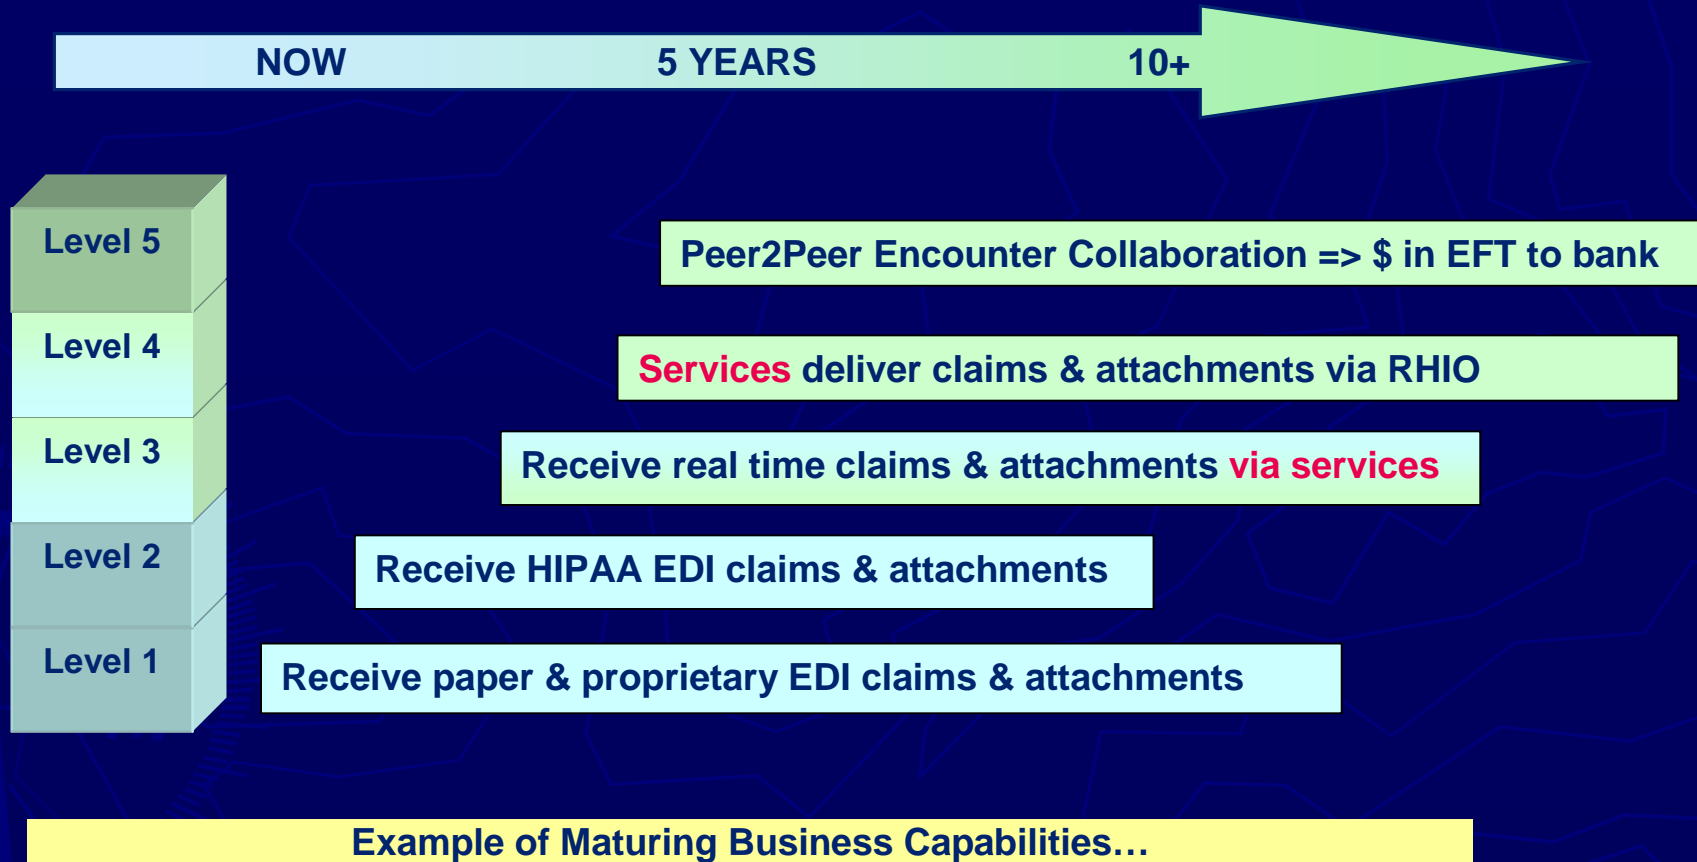 NOW 5 YEARS 10+
Level 5
Peer2Peer Encounter Collaboration => $ in EFT to bank
Level 4
Services deliver claims & attachments via RHIO
Level 3
Receive real time claims & attachments via services
Level 2
Receive HIPAA EDI claims & attachments
Level 1
Receive paper & proprietary EDI claims & attachments
Example of Maturing Business Capabilities…